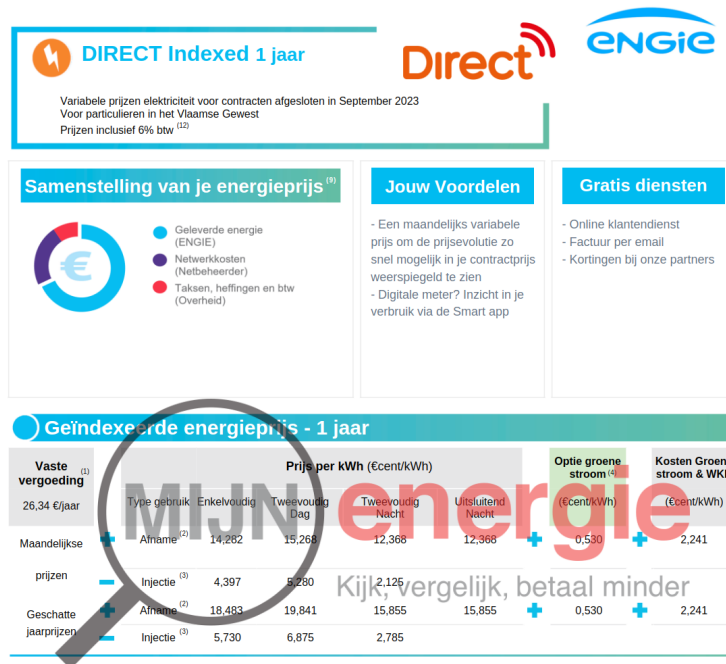 DIRECT Indexed 1 jaar
Direct
ENGIE
Variabele prijzen elektriciteit voor contracten afgesloten in September 2023
Voor particulieren in het Vlaamse Gewest
Prijzen inclusief 6% btw (12)
Samenstelling van je energieprijs (9)
€
Geleverde energie
(ENGIE)
Netwerkkosten
(Netbeheerder)
Taksen, heffingen en btw
(Overheid)
Jouw Voordelen
- Een maandelijks variabele
prijs om de prijsevolutie zo
snel mogelijk in je contractprijs
weerspiegeld te zien
- Digitale meter? Inzicht in je
verbruik via de Smart app
Gratis diensten
- Online klantendienst
- Factuur per email
- Kortingen bij onze partners
Geïndexeerde energieprijs - 1 jaar
Vaste
vergoeding (1)
26,34 €/jaar
Prijs per kWh (€cent/kWh)
Optie groene
stroom (4)
(€cent/kWh)
Kosten Groen
stroom & WKK
(€cent/kWh)
Type gebruik Enkelvoudig Tweevoudig Dag Tweevoudig Nacht Uitsluitend Nacht
Maandelijkse
prijzen
+ Afname (2) 14,282 15,268 12,368 12,368 + 0,530 + 2,241
- Injectie (3) 4,397 5,280 2,125
Geschatte
jaarprijzen
+ Afname (2) 18,483 19,841 15,855 15,855 + 0,530 + 2,241
- Injectie (3) 5,730 6,875 2,785
MIJN energie
Kijk, vergelijk, betaal minder